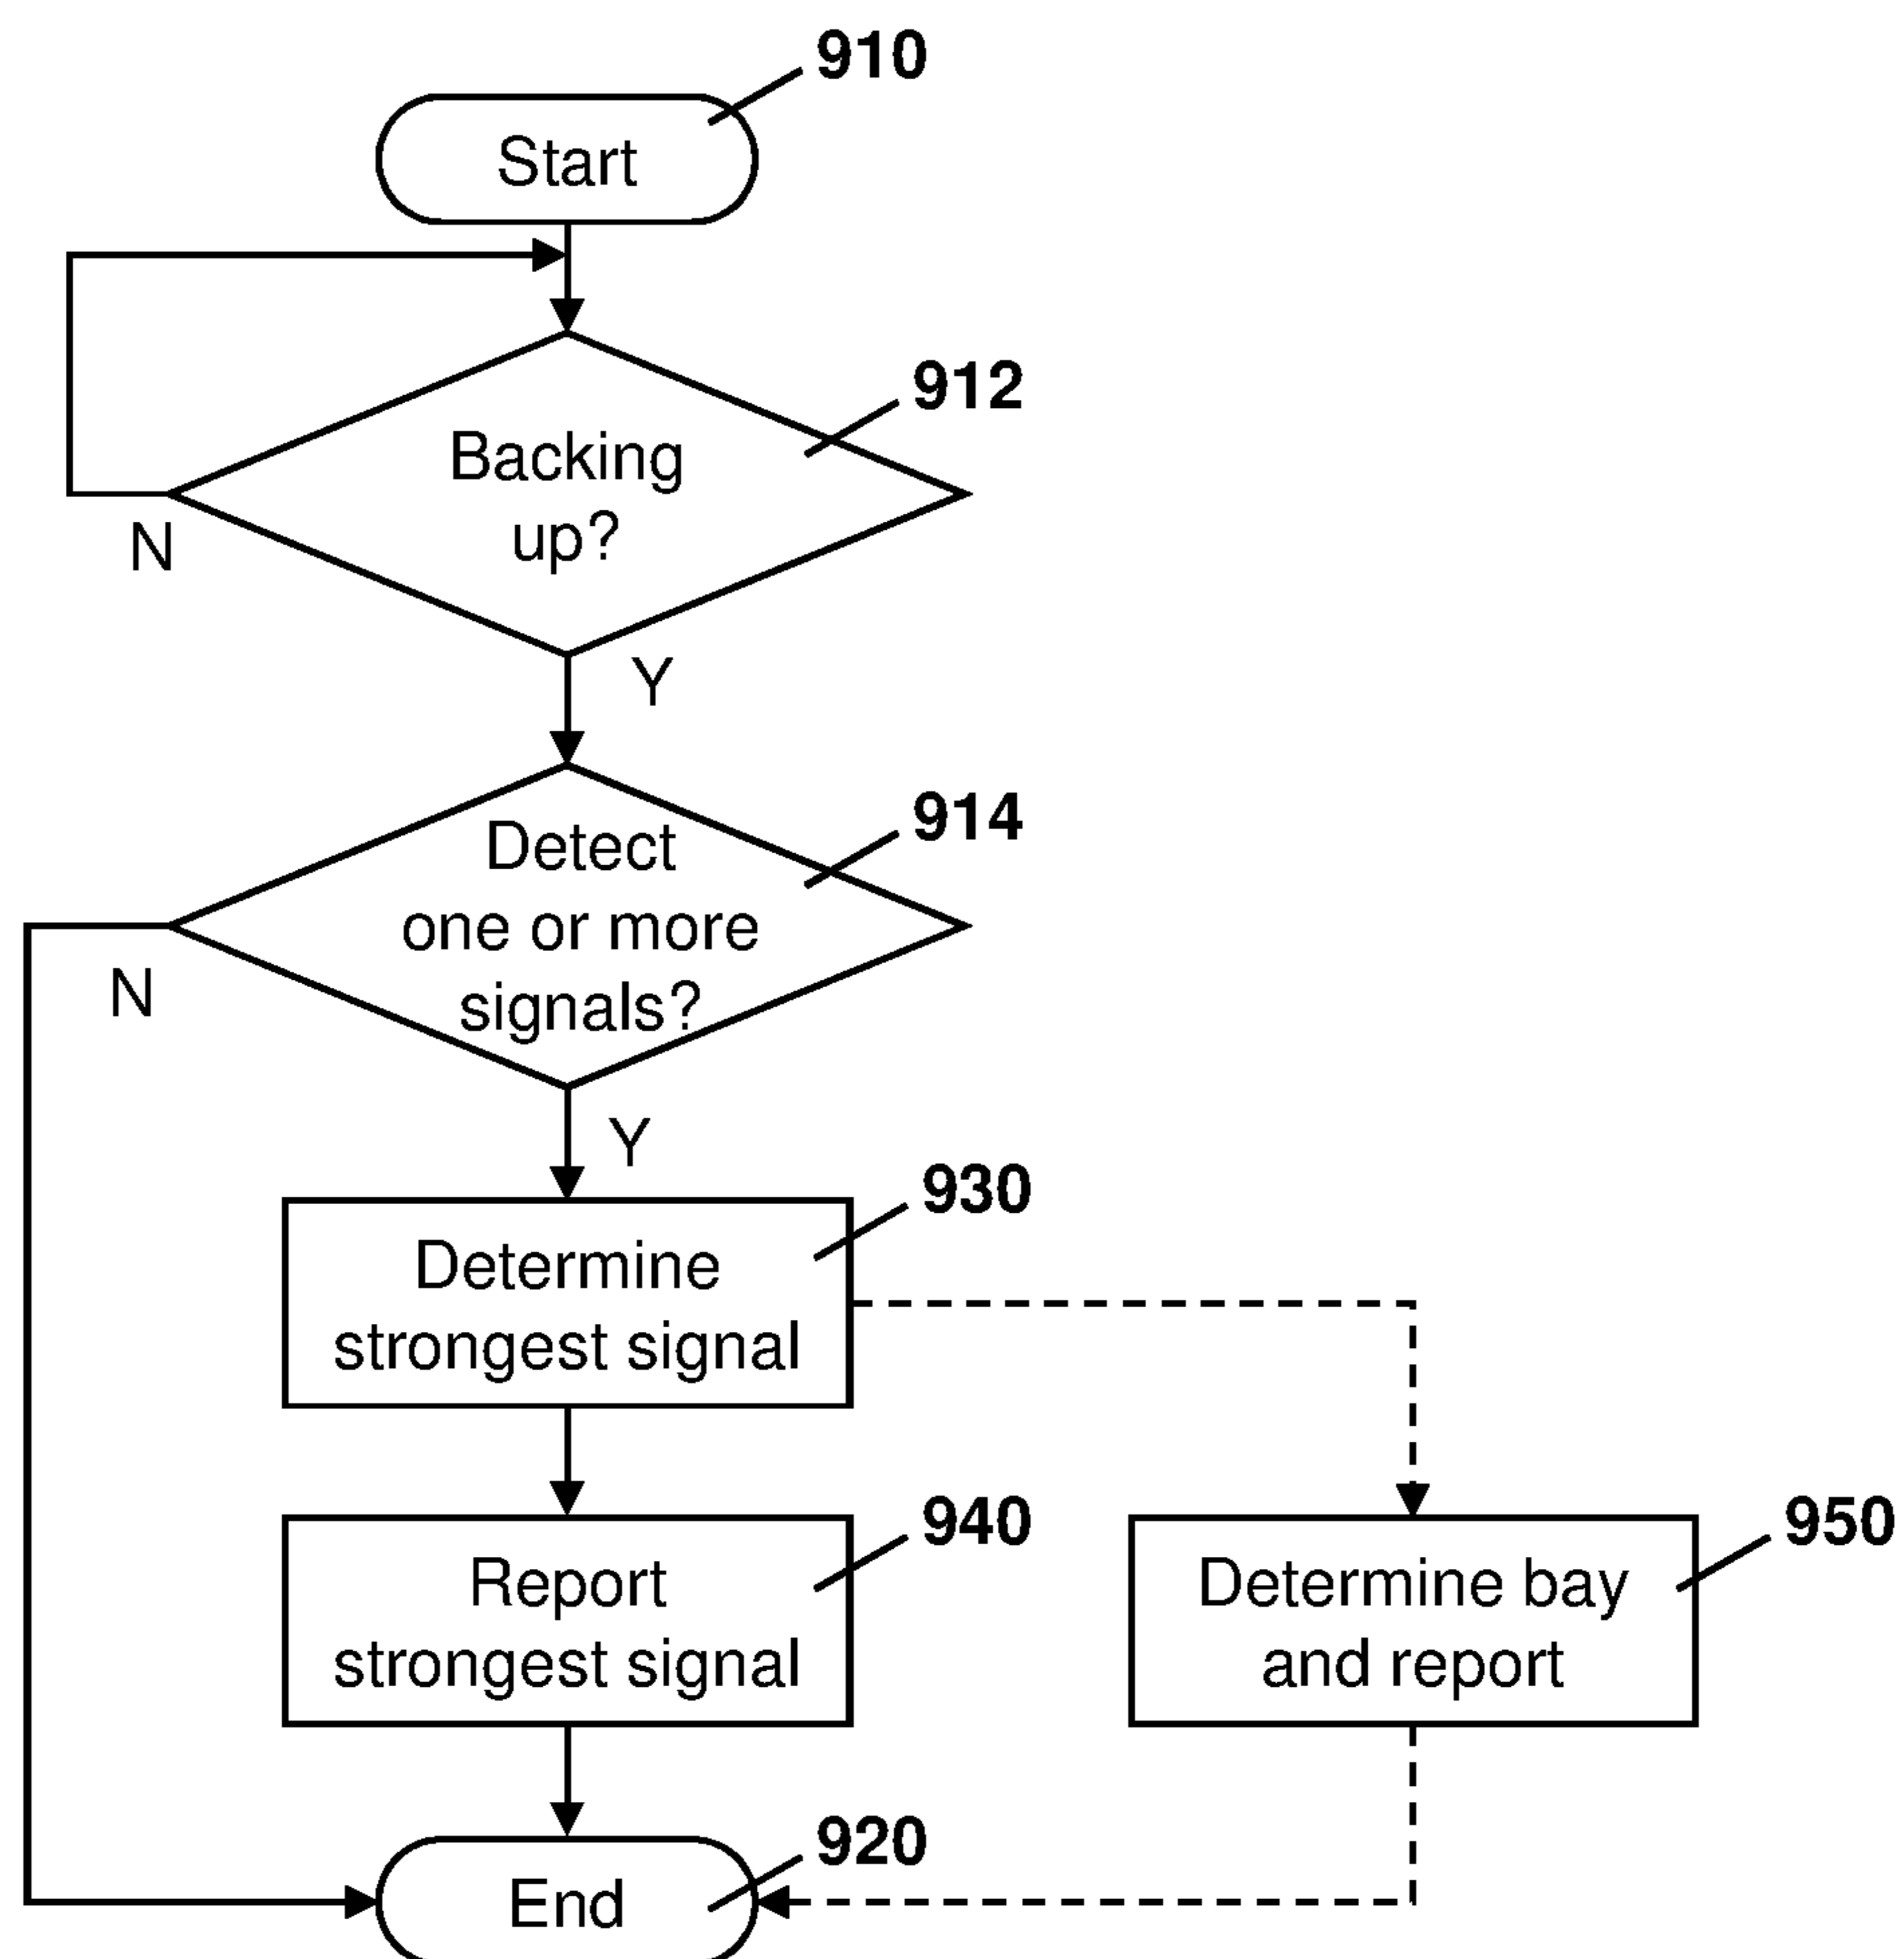 910
Start
912
Backing
up?
N
Y
914
Detect
one or more
signals?
N
Y
930
Determine
strongest signal
940
Report
strongest signal
950
Determine bay
and report
920
End